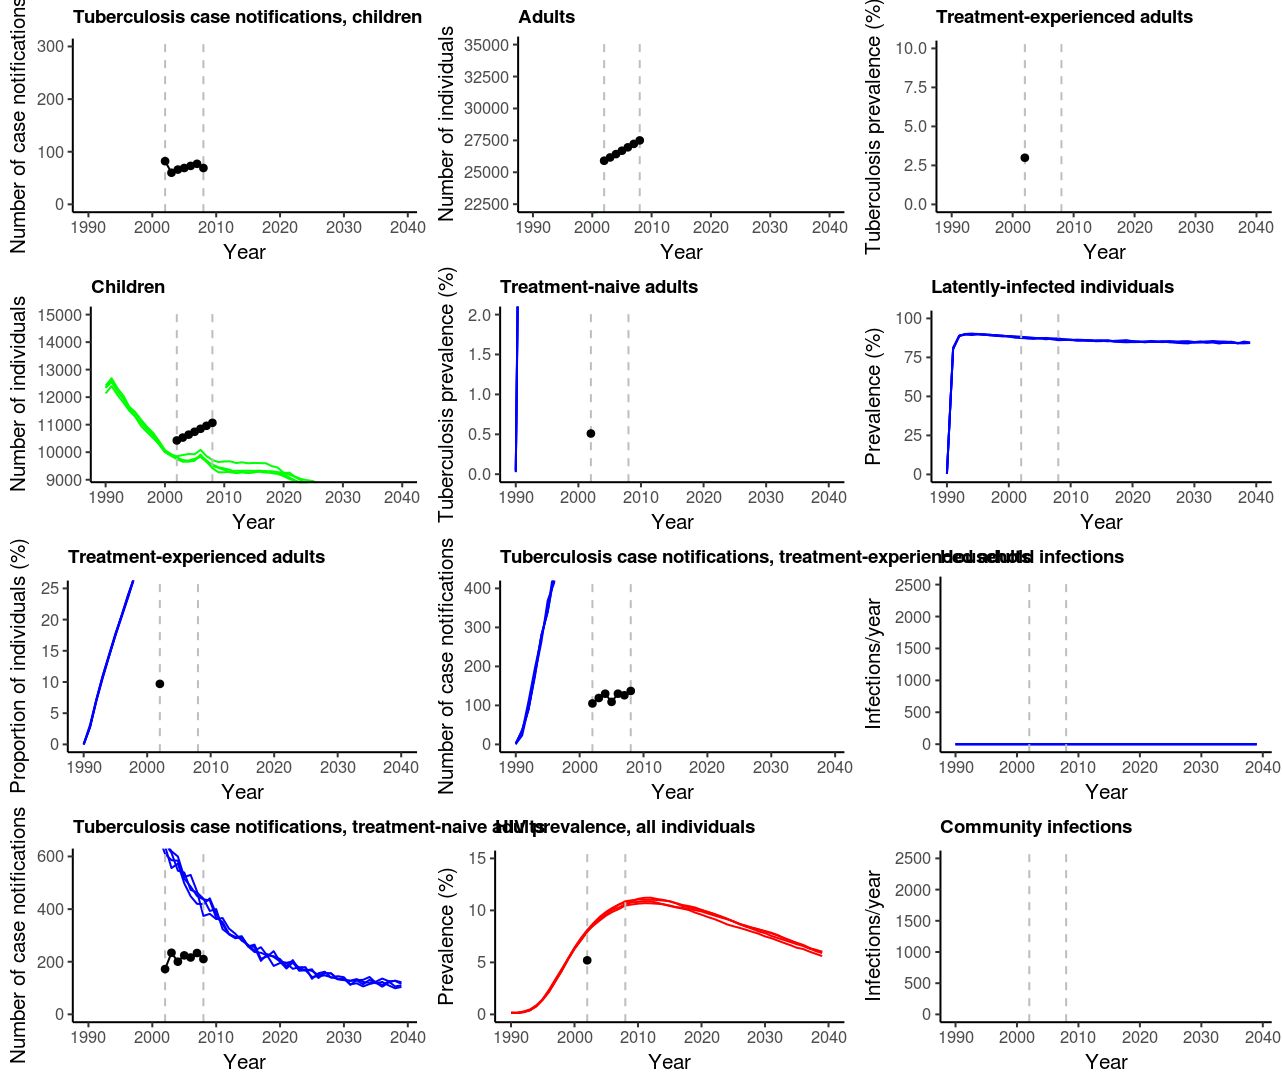 Tuberculosis case notifications, children
Number of case notifications
300
200
100
0
1990 2000 2010 2020 2030 2040
Year
Adults
Number of individuals
35000
32500
30000
27500
25000
22500
1990 2000 2010 2020 2030 2040
Year
Treatment-experienced adults
Tuberculosis prevalence (%)
10.0
7.5
5.0
2.5
0.0
1990 2000 2010 2020 2030 2040
Year
Children
Number of individuals
15000
14000
13000
12000
11000
10000
9000
1990 2000 2010 2020 2030 2040
Year
Treatment-naive adults
Tuberculosis prevalence (%)
2.0
1.5
1.0
0.5
0.0
1990 2000 2010 2020 2030 2040
Year
Latently-infected individuals
Prevalence (%)
100
75
50
25
0
1990 2000 2010 2020 2030 2040
Year
Treatment-experienced adults
Proportion of individuals (%)
25
20
15
10
5
0
1990 2000 2010 2020 2030 2040
Year
Tuberculosis case notifications, treatment-experienced adults
Number of case notifications
400
300
200
100
0
1990 2000 2010 2020 2030 2040
Year
Household infections
Infections/year
2500
2000
1500
1000
500
0
1990 2000 2010 2020 2030 2040
Year
Tuberculosis case notifications, treatment-naive adults
Number of case notifications
600
400
200
0
1990 2000 2010 2020 2030 2040
Year
HIV prevalence, all individuals
Prevalence (%)
15
10
5
0
1990 2000 2010 2020 2030 2040
Year
Community infections
Infections/year
2500
2000
1500
1000
500
0
1990 2000 2010 2020 2030 2040
Year